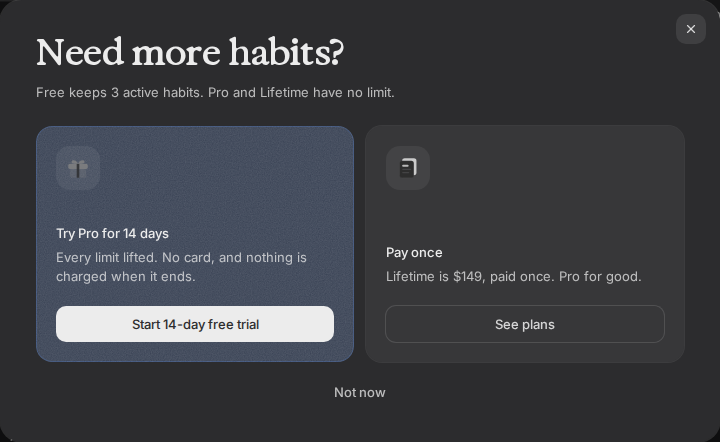 Need more habits?
Free keeps 3 active habits. Pro and Lifetime have no limit.
Try Pro for 14 days
Every limit lifted. No card, and nothing is
charged when it ends.
Start 14-day free trial
Pay once
Lifetime is $149, paid once. Pro for good.
See plans
Not now